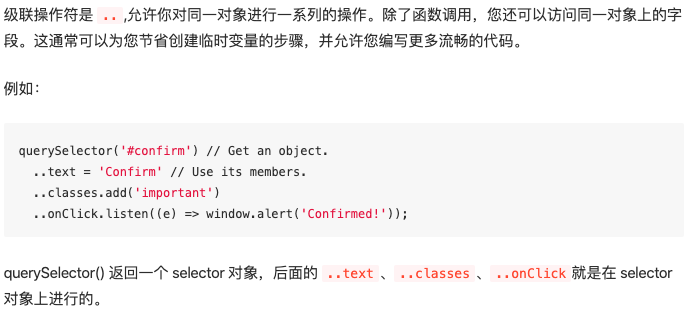 级联操作符是 .. ,允许你对同一对象进行一系列的操作。除了函数调用，您还可以访问同一对象上的字
段。这通常可以为您节省创建临时变量的步骤，并允许您编写更多流畅的代码。
例如：
querySelector('#confirm') // Get an object.
  ..text = 'Confirm' // Use its members.
  ..classes.add('important')
  ..onClick.listen((e) => window.alert('Confirmed!'));
querySelector() 返回一个 selector 对象，后面的 ..text 、 ..classes 、 ..onClick 就是在 selector
对象上进行的。